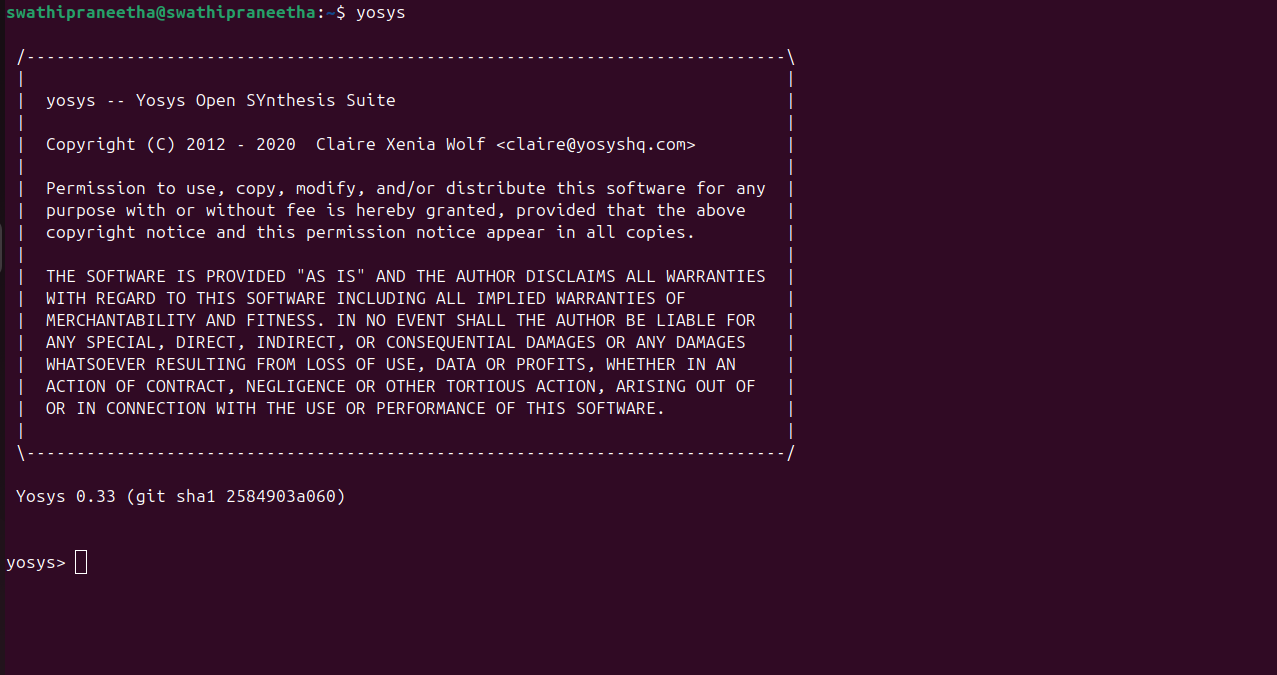 swathipraneetha@swathipraneetha:~$ yosys
/----------------------------------------------------------------------------\
|                                                                            |
|  yosys -- Yosys Open SYnthesis Suite                                       |
|                                                                            |
|  Copyright (C) 2012 - 2020  Claire Xenia Wolf <claire@yosyshq.com>         |
|                                                                            |
|  Permission to use, copy, modify, and/or distribute this software for any  |
|  purpose with or without fee is hereby granted, provided that the above    |
|  copyright notice and this permission notice appear in all copies.         |
|                                                                            |
|  THE SOFTWARE IS PROVIDED "AS IS" AND THE AUTHOR DISCLAIMS ALL WARRANTIES  |
|  WITH REGARD TO THIS SOFTWARE INCLUDING ALL IMPLIED WARRANTIES OF          |
|  MERCHANTABILITY AND FITNESS. IN NO EVENT SHALL THE AUTHOR BE LIABLE FOR   |
|  ANY SPECIAL, DIRECT, INDIRECT, OR CONSEQUENTIAL DAMAGES OR ANY DAMAGES    |
|  WHATSOEVER RESULTING FROM LOSS OF USE, DATA OR PROFITS, WHETHER IN AN     |
|  ACTION OF CONTRACT, NEGLIGENCE OR OTHER TORTIOUS ACTION, ARISING OUT OF   |
|  OR IN CONNECTION WITH THE USE OR PERFORMANCE OF THIS SOFTWARE.            |
|                                                                            |
\----------------------------------------------------------------------------/
Yosys 0.33 (git sha1 2584903a060)
yosys>